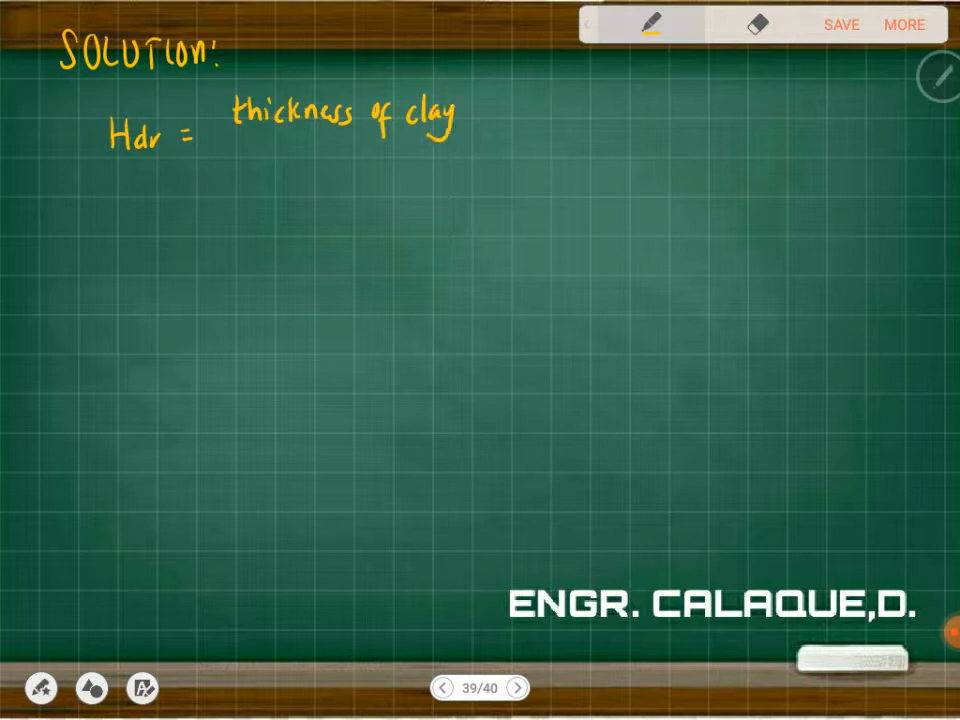 SAVE MORE
SOLUTION:
thickness of clay
Hdr =
ENGR. CALAQUE,D.
39/40